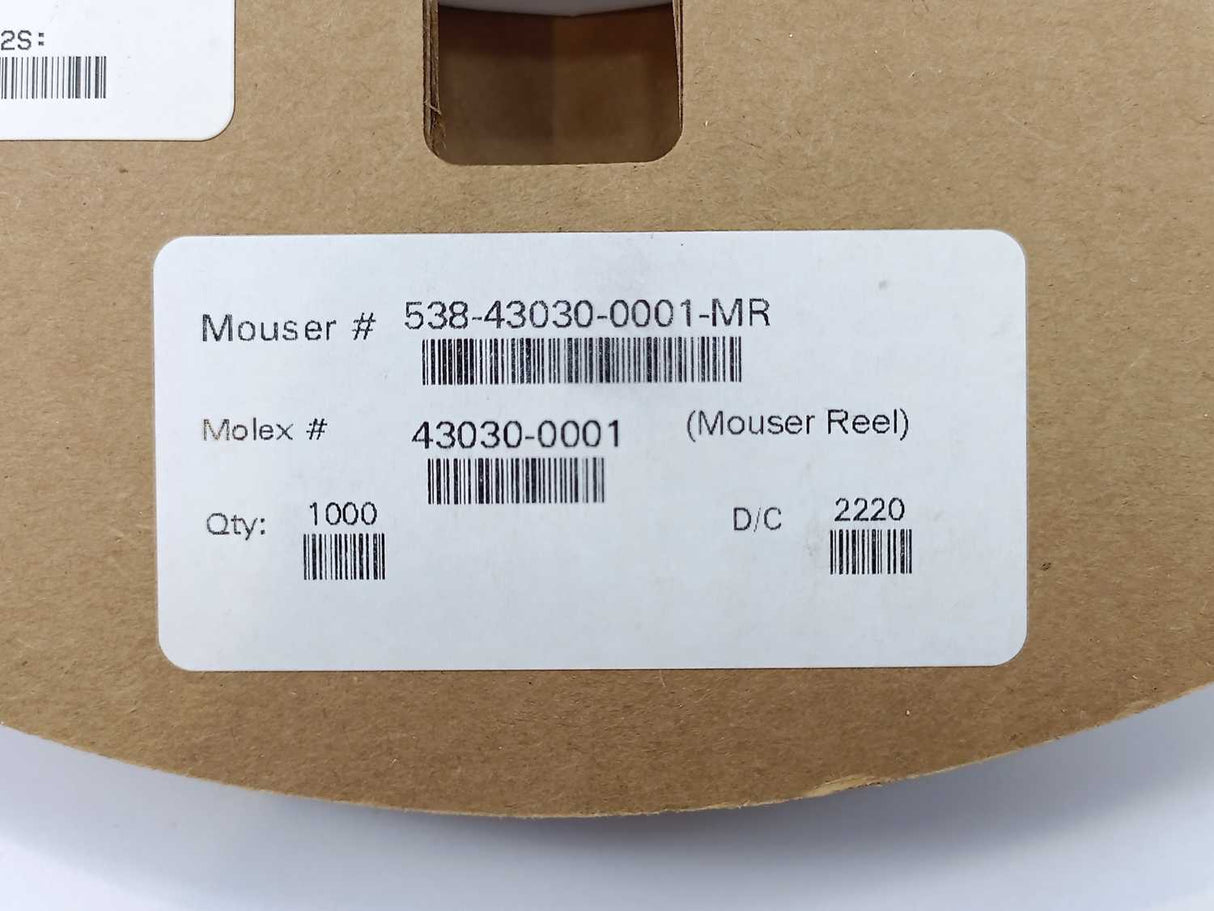 2S:
Mouser # 538-43030-0001-MR
Molex # 43030-0001 (Mouser Reel)
Qty: 1000 D/C 2220